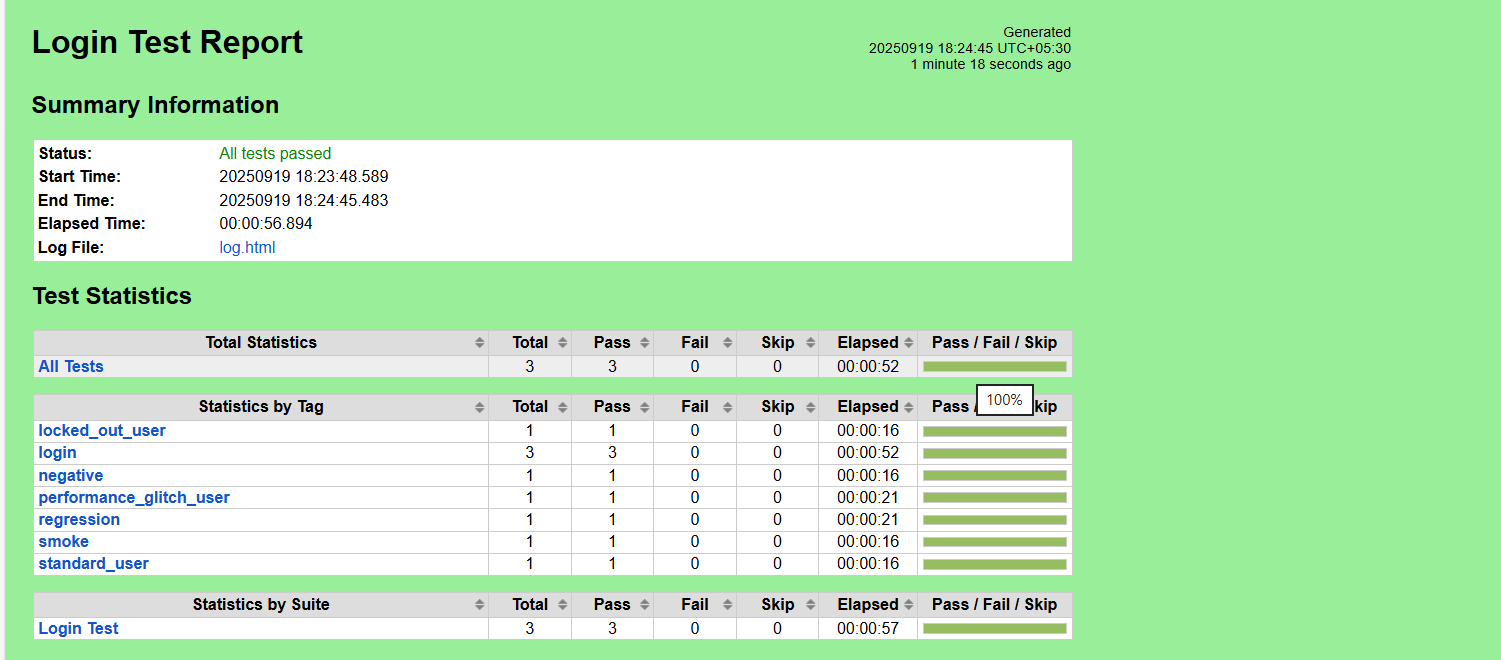 Login Test Report
Generated
20250919 18:24:45 UTC+05:30
1 minute 18 seconds ago
Summary Information
Status: All tests passed
Start Time: 20250919 18:23:48.589
End Time: 20250919 18:24:45.483
Elapsed Time: 00:00:56.894
Log File: log.html
Test Statistics
Total Statistics Total Pass Fail Skip Elapsed Pass / Fail / Skip
All Tests 3 3 0 0 00:00:52
100%
Statistics by Tag Total Pass Fail Skip Elapsed Pass kip
locked_out_user 1 1 0 0 00:00:16
login 3 3 0 0 00:00:52
negative 1 1 0 0 00:00:16
performance_glitch_user 1 1 0 0 00:00:21
regression 1 1 0 0 00:00:21
smoke 1 1 0 0 00:00:16
standard_user 1 1 0 0 00:00:16
Statistics by Suite Total Pass Fail Skip Elapsed Pass / Fail / Skip
Login Test 3 3 0 0 00:00:57